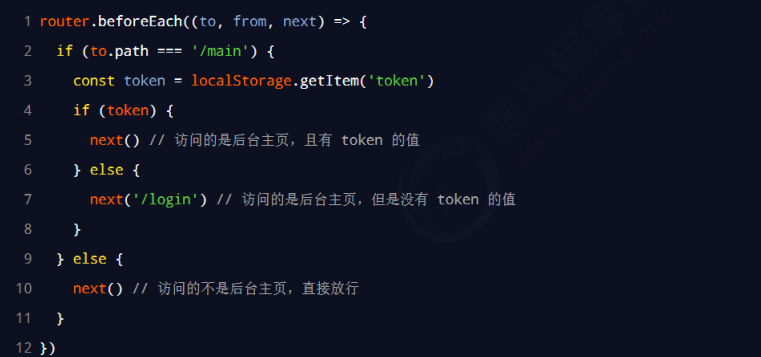 1 router.beforeEach((to, from, next) => {
2 if (to.path === '/main') {
3 const token = localStorage.getItem('token')
4 if (token) {
5 next() // 访问的是后台主页，且有 token 的值
6 } else {
7 next('/login') // 访问的是后台主页，但是没有 token 的值
8 }
9 } else {
10 next() // 访问的不是后台主页，直接放行
11 }
12 })